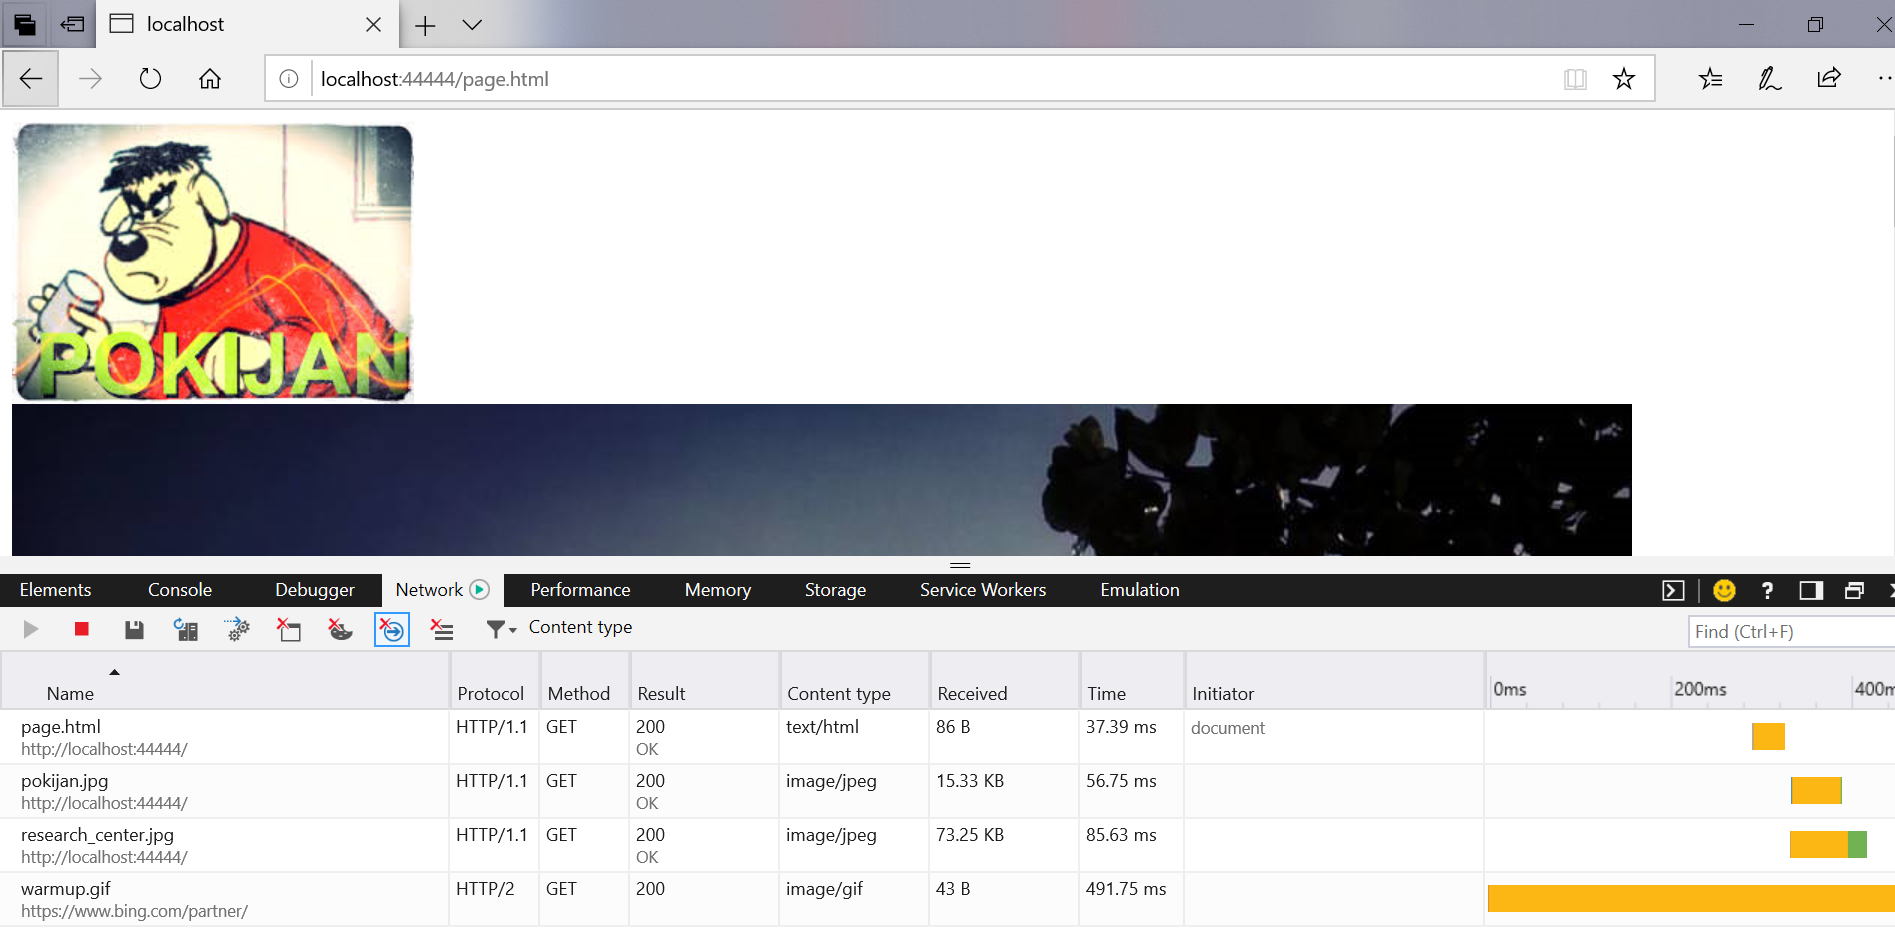 localhost
localhost:44444/page.html
POKIJAN
Elements Console Debugger Network Performance Memory Storage Service Workers Emulation
Content type
Find (Ctrl+F)
Name Protocol Method Result Content type Received Time Initiator 0ms 200ms 400m
page.html HTTP/1.1 GET 200 text/html 86 B 37.39 ms document
http://localhost:44444/ OK
pokijan.jpg HTTP/1.1 GET 200 image/jpeg 15.33 KB 56.75 ms
http://localhost:44444/ OK
research_center.jpg HTTP/1.1 GET 200 image/jpeg 73.25 KB 85.63 ms
http://localhost:44444/ OK
warmup.gif HTTP/2 GET 200 image/gif 43 B 491.75 ms
https://www.bing.com/partner/